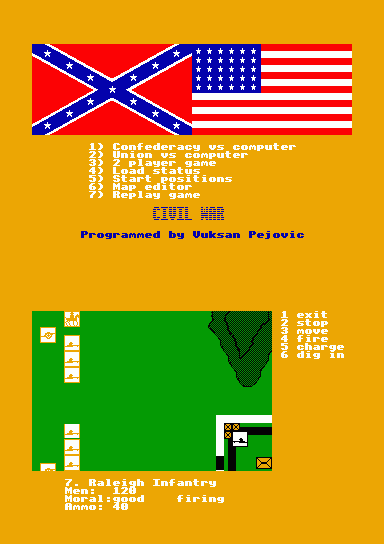 1) Confederacy vs computer
2) Union vs computer
3) 2 player game
4) Load status
5) Start positions
6) Map editor
7) Replay game
CIVIL WAR
Programmed by Vuksan Pejovic
1 exit
2 stop
3 move
4 fire
5 charge
6 dig in
7. Raleigh Infantry
Men: 120
Moral:good firing
Ammo: 40